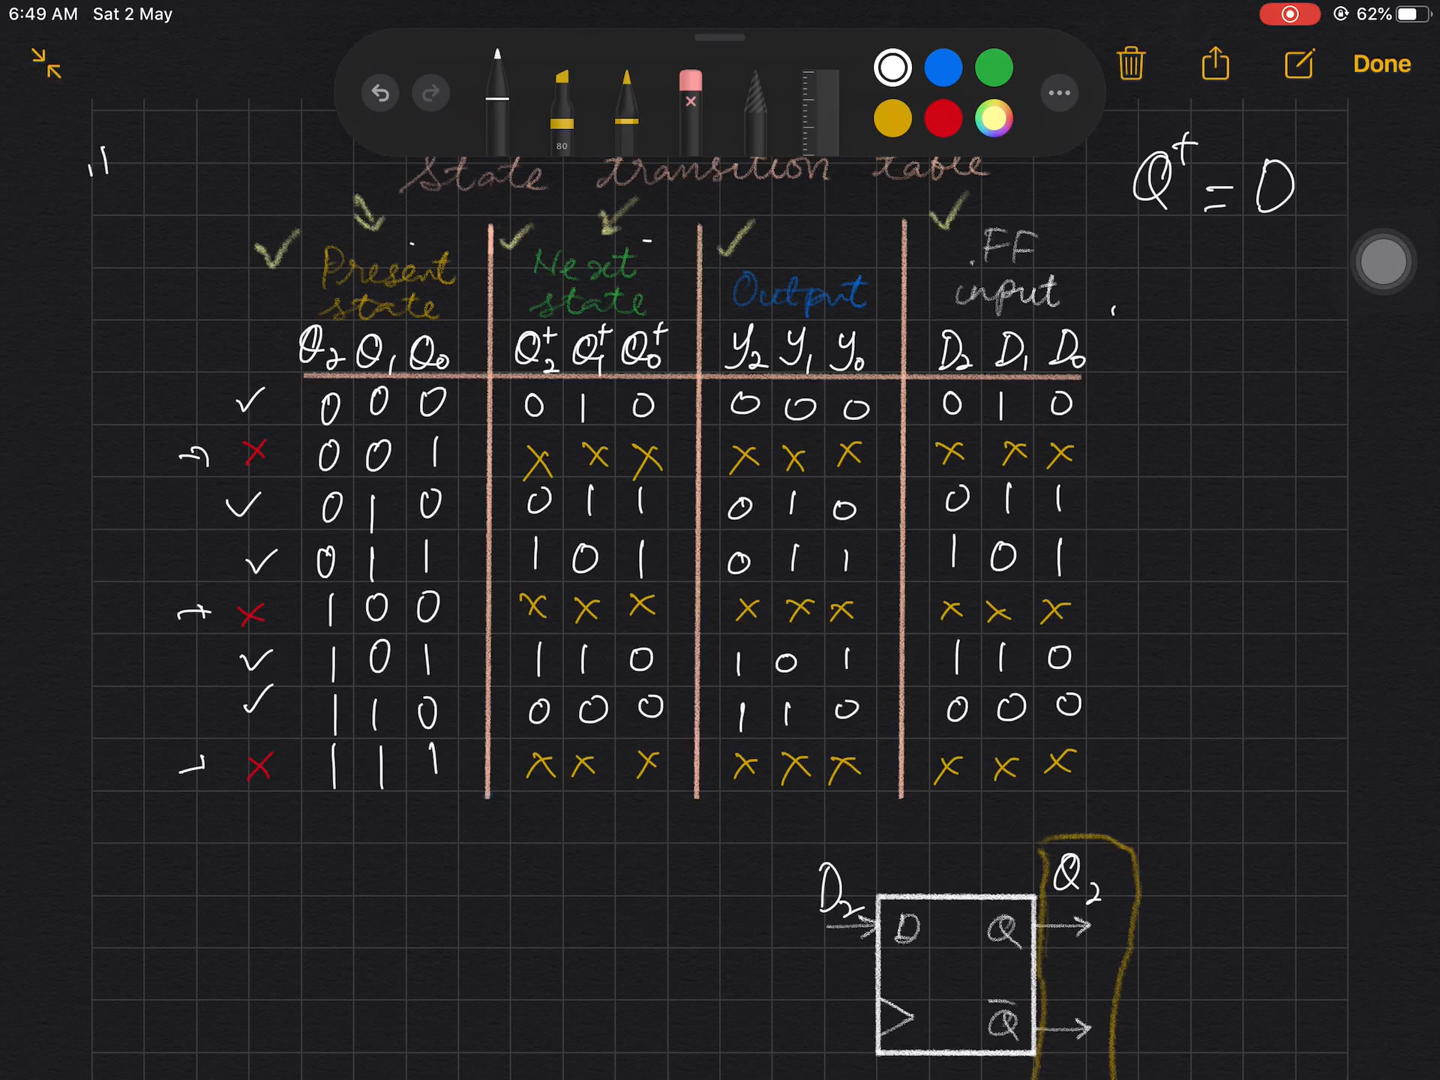 6:49 AM Sat 2 May 62%
Done
80
State transition table
Q⁺ = D
Present state
Next state
Output
FF input
Q₂ Q₁ Q₀ Q₂⁺ Q₁⁺ Q₀⁺ Y₂ Y₁ Y₀ D₂ D₁ D₀
✓ 0 0 0 0 1 0 0 0 0 0 1 0
× 0 0 1 × × × × × × × × ×
✓ 0 1 0 0 1 1 0 1 0 0 1 1
✓ 0 1 1 1 0 1 0 1 1 1 0 1
× 1 0 0 × × × × × × × × ×
✓ 1 0 1 1 1 0 1 0 1 1 1 0
✓ 1 1 0 0 0 0 1 1 0 0 0 0
× 1 1 1 × × × × × × × × ×
D₂ Q₂
D Q
Q̅